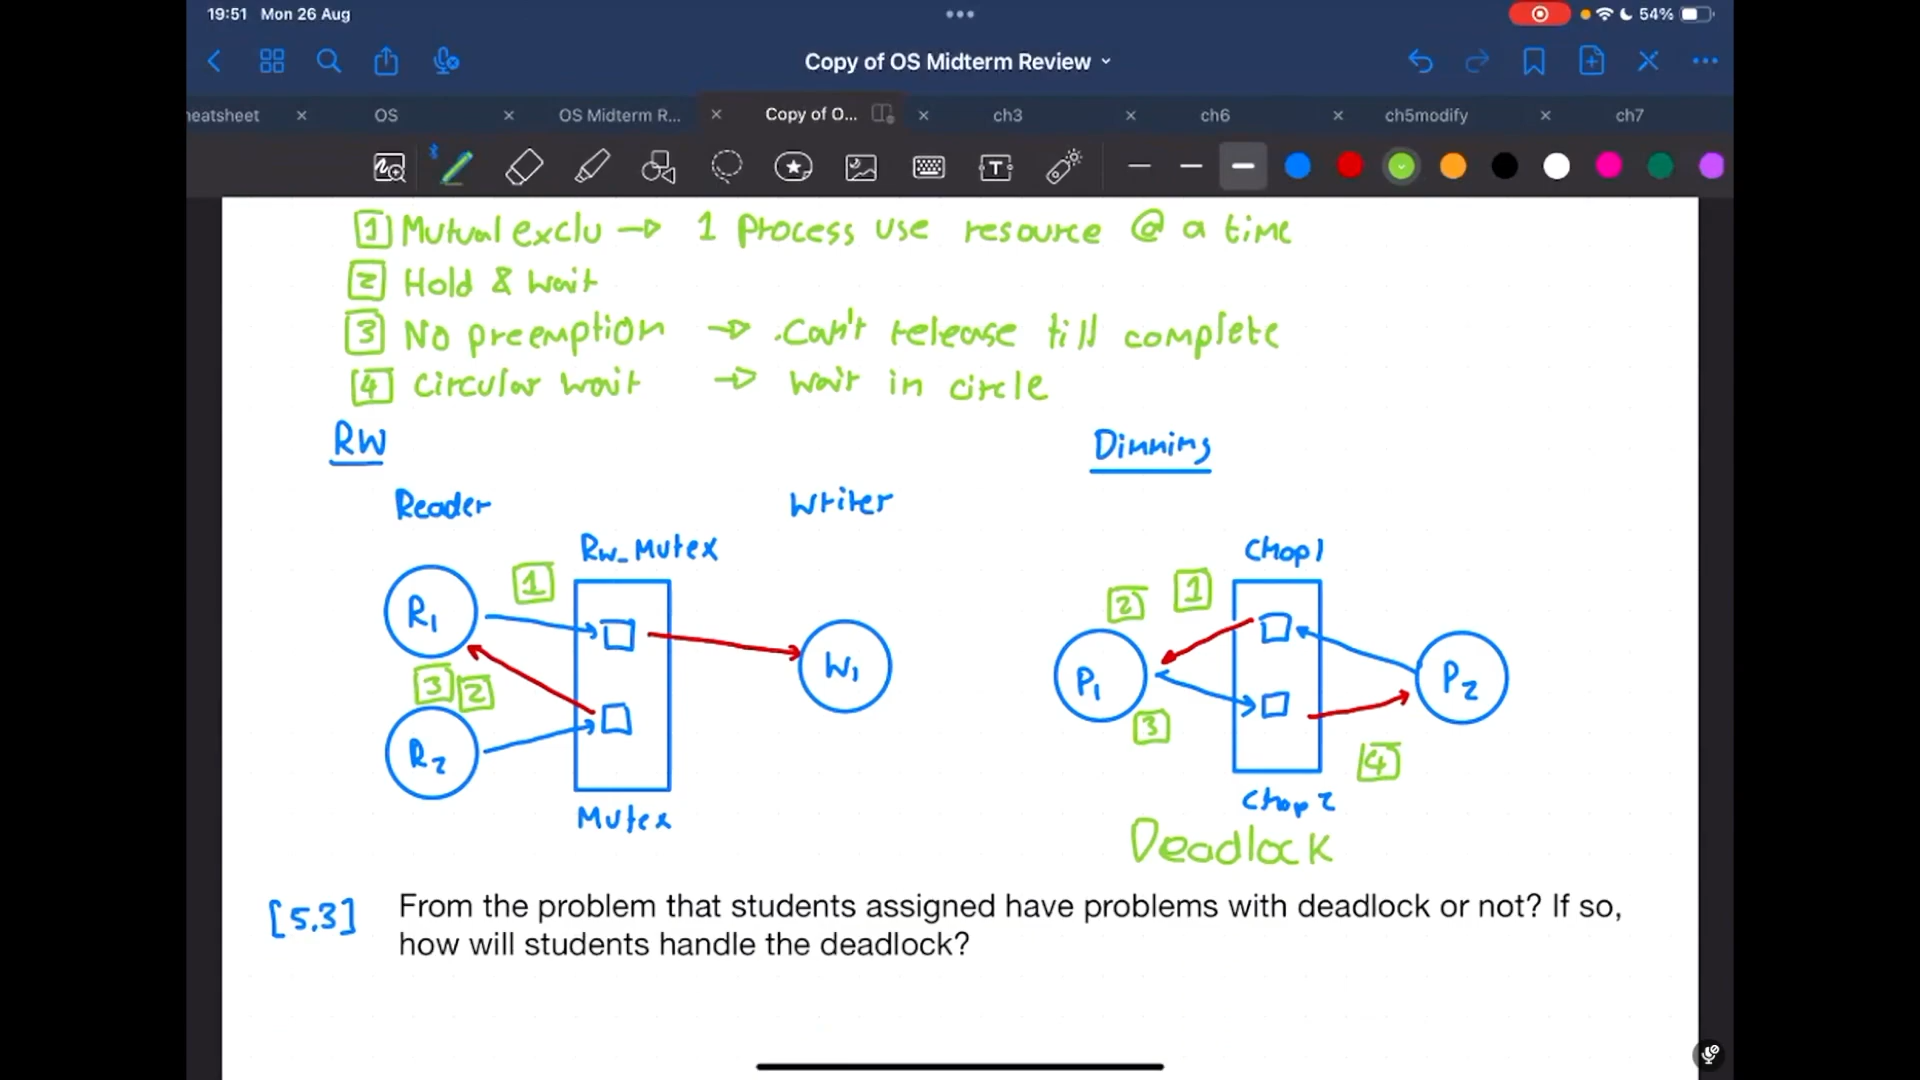 19:51 Mon 26 Aug
54%
Copy of OS Midterm Review
heatsheet
OS
OS Midterm R...
Copy of O...
ch3
ch6
ch5modify
ch7
1 Mutual exclu → 1 Process use resource @ a time
2 Hold & wait
3 No preemption → Can't release till complete
4 Circular wait → wait in circle
RW
Dinning
Reader
Writer
Rw_Mutex
Chop1
R1
1
W1
3 2
R2
Mutex
2 1
P1
P2
3
4
Chop 2
Deadlock
[5.3] From the problem that students assigned have problems with deadlock or not? If so,
how will students handle the deadlock?